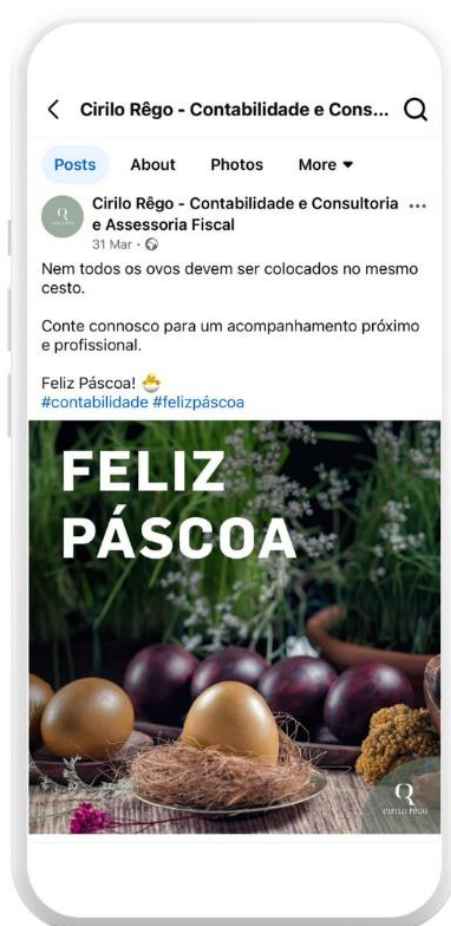 Cirilo Rêgo - Contabilidade e Cons...
Posts About Photos More
Cirilo Rêgo - Contabilidade e Consultoria
e Assessoria Fiscal
31 Mar
Nem todos os ovos devem ser colocados no mesmo
cesto.
Conte connosco para um acompanhamento próximo
e profissional.
Feliz Páscoa!
#contabilidade #felizpáscoa
FELIZ
PÁSCOA
CIRILO RÊGO